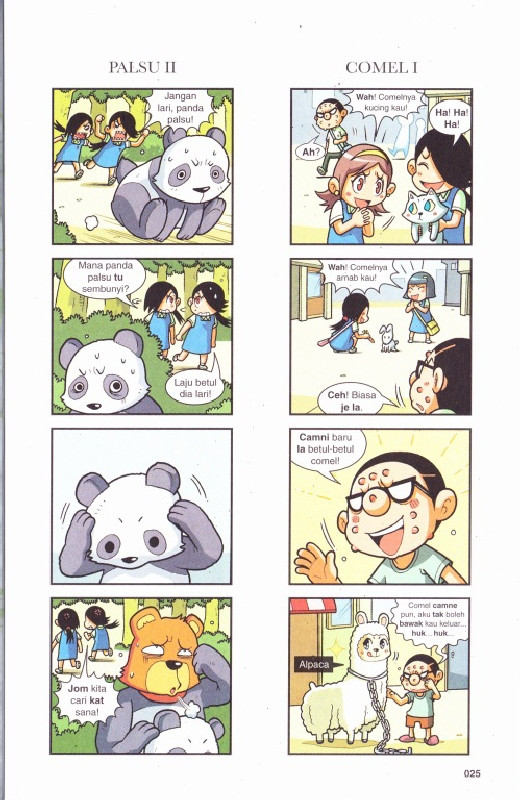 PALSU II
Jangan
lari, panda
palsu!
Mana panda
palsu tu
sembunyi?
Laju betul
dia lari!
Jom kita
cari kat
sana!
COMEL I
Wah! Comelnya
kucing kau!
Ha! Ha!
Ha!
Ah?
Wah! Comelnya
arnab kau!
Ceh! Biasa
je la.
Camni baru
la betul-betul
comel!
Comel camne
pun, aku tak boleh
bawak kau keluar...
huk... huk...
Alpaca
025